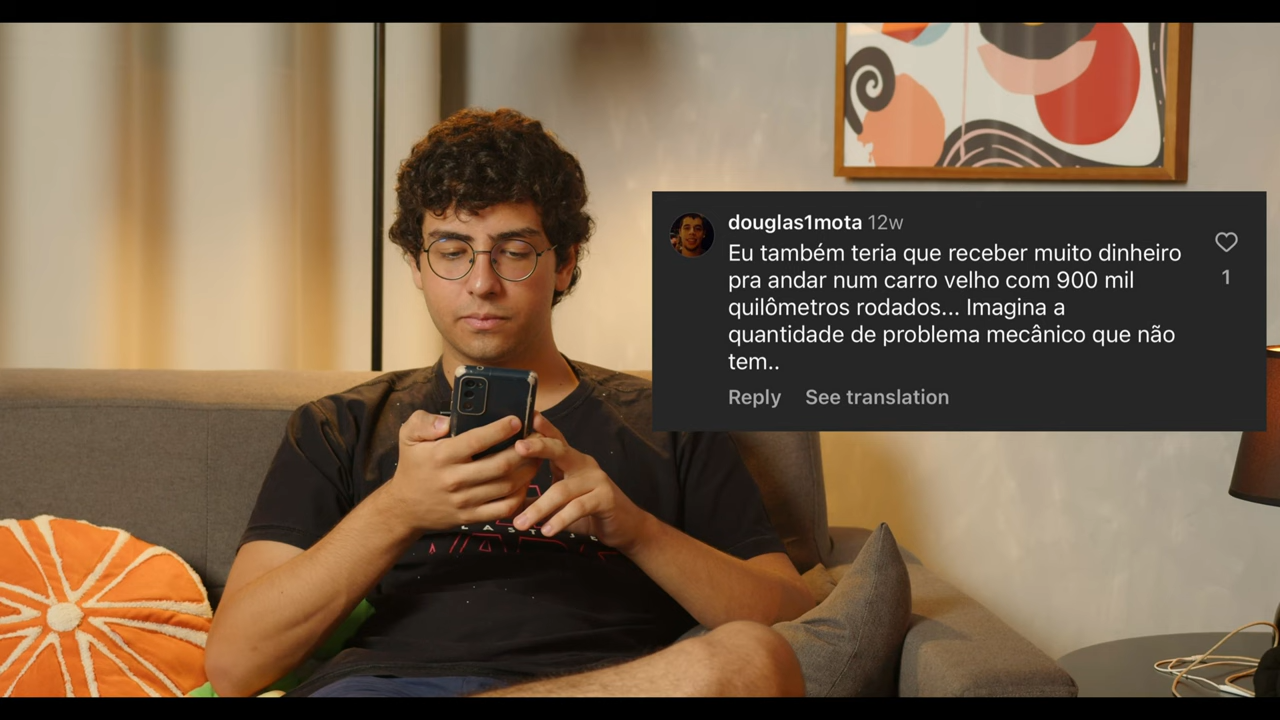 douglas1mota 12w
Eu também teria que receber muito dinheiro
pra andar num carro velho com 900 mil
quilômetros rodados... Imagina a
quantidade de problema mecânico que não
tem..
1
Reply See translation